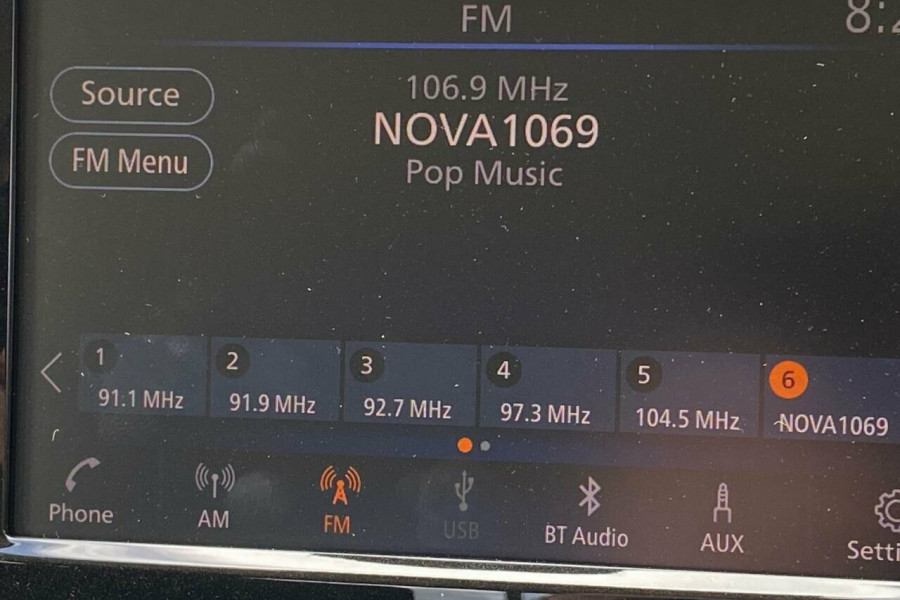 FM
Source
106.9 MHz
NOVA1069
FM Menu
Pop Music
1
2
3
4
5
6
91.1 MHz
91.9 MHz
92.7 MHz
97.3 MHz
104.5 MHz
NOVA1069
Phone
AM
FM
USB
BT Audio
AUX